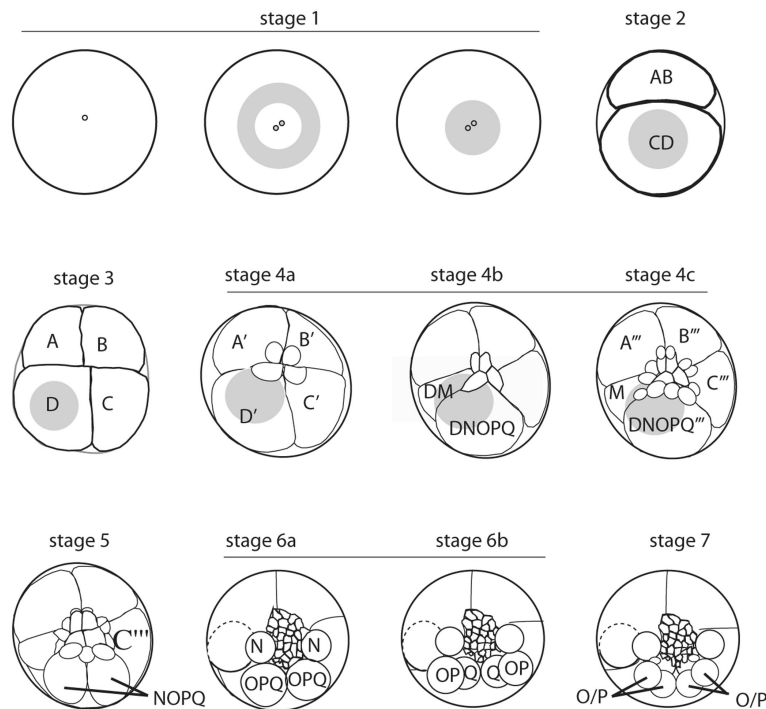 stage 1
stage 2
AB
CD
stage 3
stage 4a
stage 4b
stage 4c
A
B
D
C
A′
B′
D′
C′
DM
DNOPQ
A‴
B‴
M
C‴
DNOPQ‴
stage 5
stage 6a
stage 6b
stage 7
C""
NOPQ
N
N
OPQ
OPQ
OP
Q
Q
OP
O/P
O/P